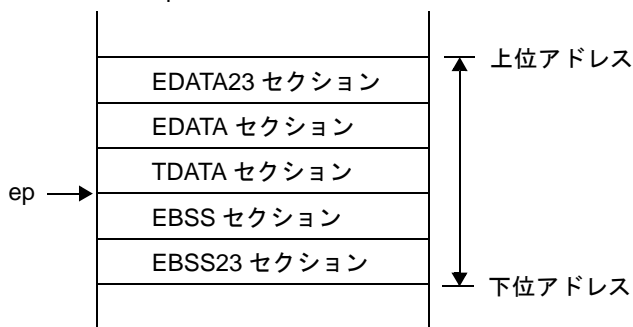 上位アドレス
EDATA23 セクション
EDATA セクション
TDATA セクション
ep
EBSS セクション
EBSS23 セクション
下位アドレス